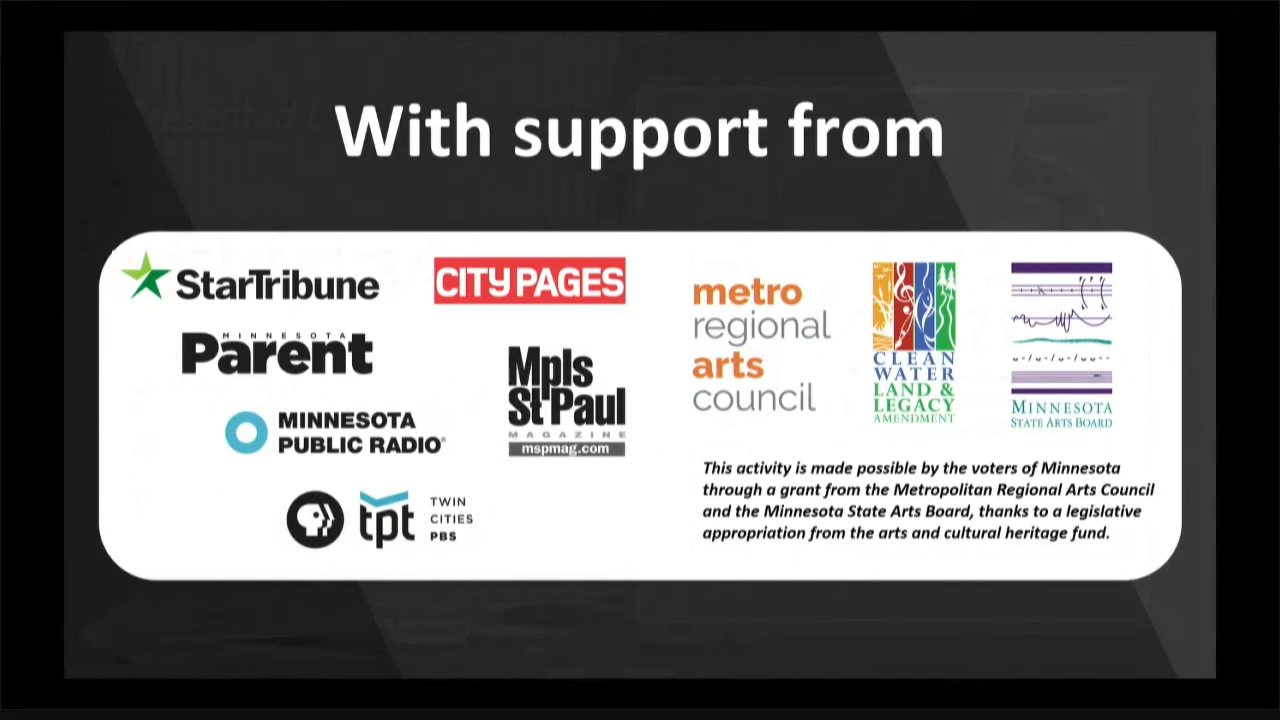 With support from
StarTribune
CITY PAGES
MINNESOTA
Parent
Mpls
St Paul
MAGAZINE
mspmag.com
MINNESOTA
PUBLIC RADIO®
tpt
TWIN
CITIES
PBS
metro
regional
arts
council
CLEAN
WATER
LAND &
LEGACY
AMENDMENT
MINNESOTA
STATE ARTS BOARD
This activity is made possible by the voters of Minnesota
through a grant from the Metropolitan Regional Arts Council
and the Minnesota State Arts Board, thanks to a legislative
appropriation from the arts and cultural heritage fund.